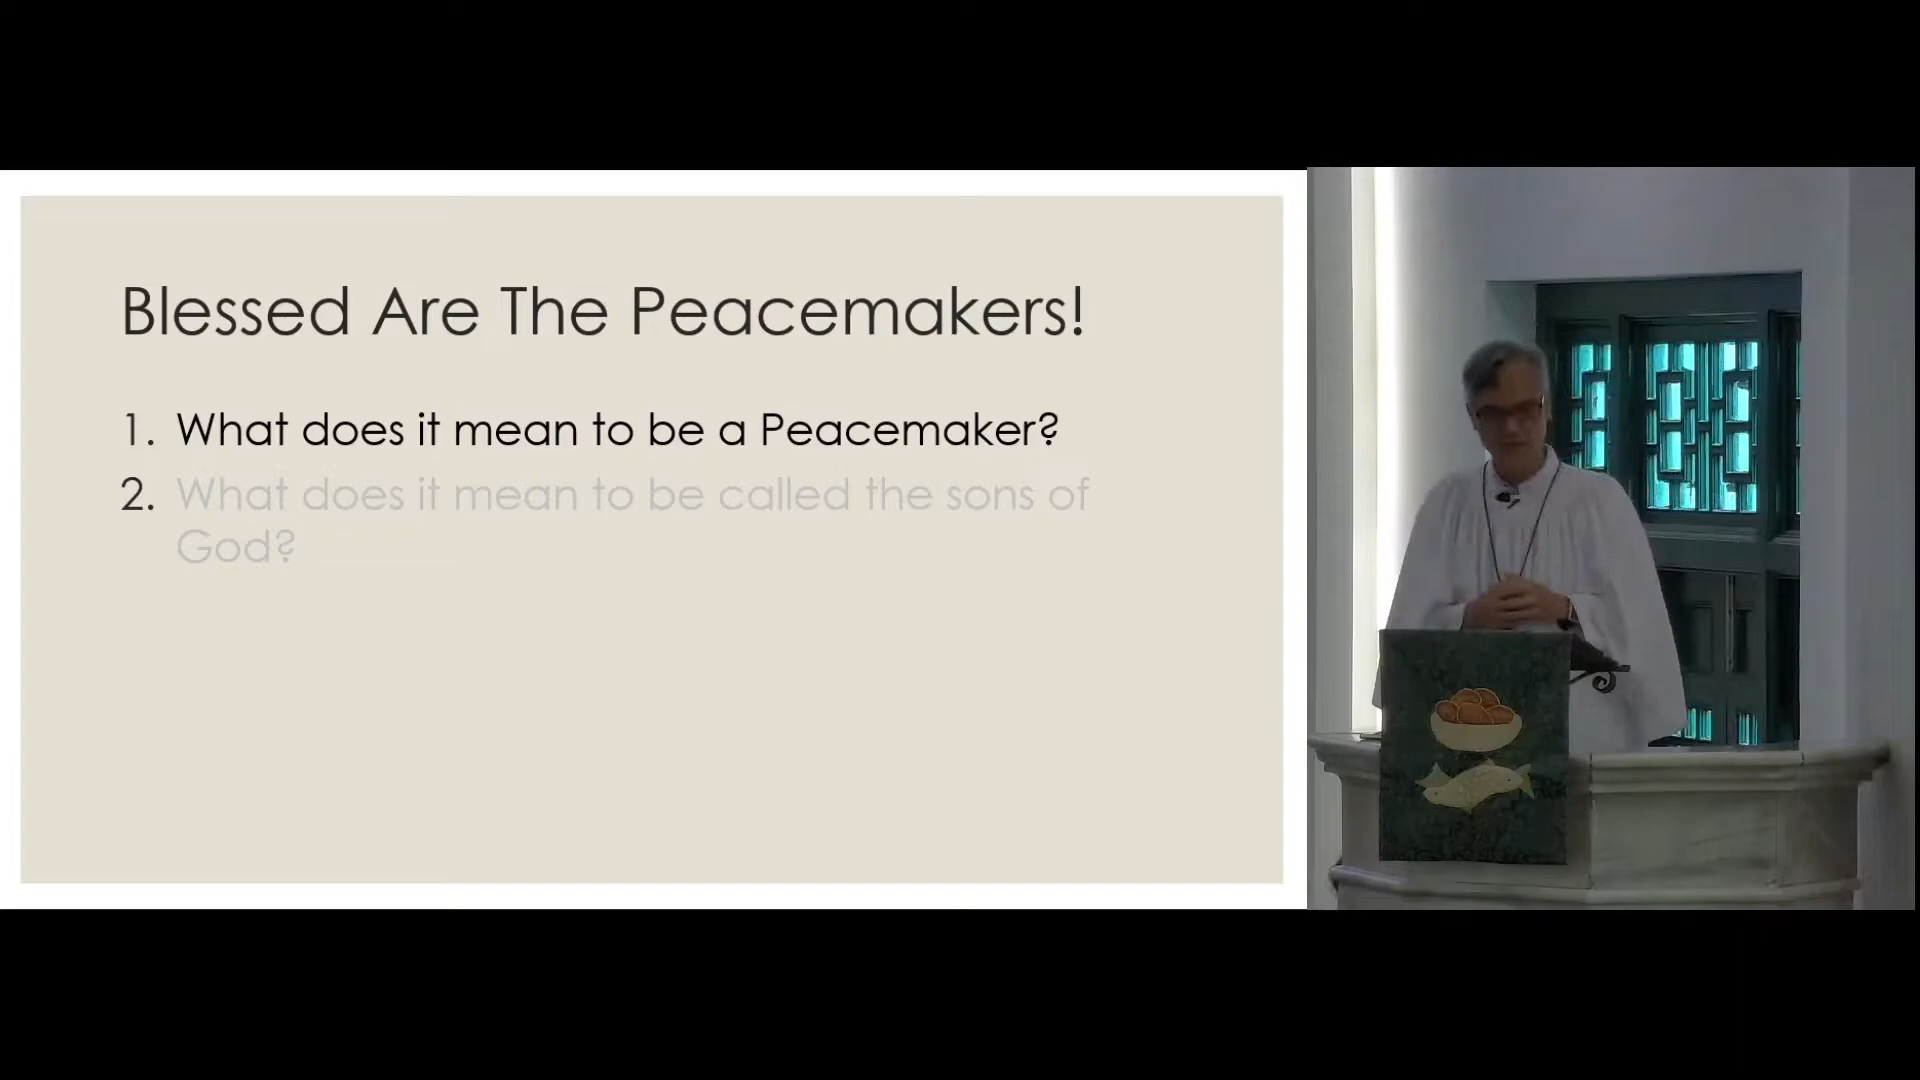 Blessed Are The Peacemakers!
1. What does it mean to be a Peacemaker?
2. What does it mean to be called the sons of
God?